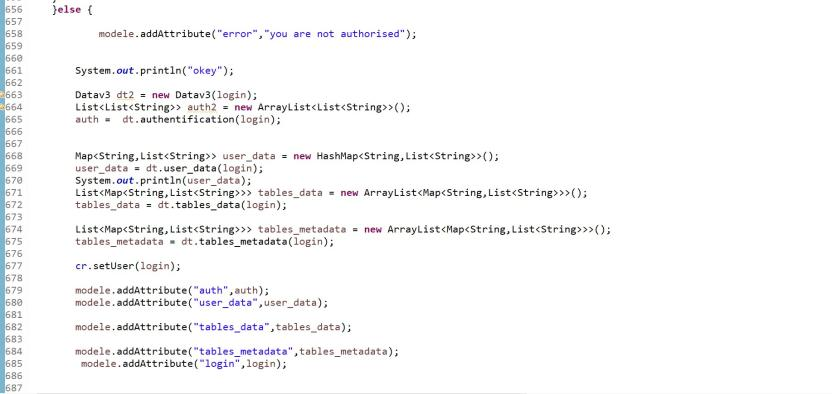 656 }else {
657
658 modele.addAttribute("error","you are not authorised");
659
660
661 System.out.println("okey");
662
663 Datav3 dt2 = new Datav3(login);
664 List<List<String>> auth2 = new ArrayList<List<String>>();
665 auth = dt.authentification(login);
666
667
668 Map<String,List<String>> user_data = new HashMap<String,List<String>>();
669 user_data = dt.user_data(login);
670 System.out.println(user_data);
671 List<Map<String,List<String>>> tables_data = new ArrayList<Map<String,List<String>>>();
672 tables_data = dt.tables_data(login);
673
674 List<Map<String,List<String>>> tables_metadata = new ArrayList<Map<String,List<String>>>();
675 tables_metadata = dt.tables_metadata(login);
676
677 cr.setUser(login);
678
679 modele.addAttribute("auth",auth);
680 modele.addAttribute("user_data",user_data);
681
682 modele.addAttribute("tables_data",tables_data);
683
684 modele.addAttribute("tables_metadata",tables_metadata);
685 modele.addAttribute("login",login);
686
687